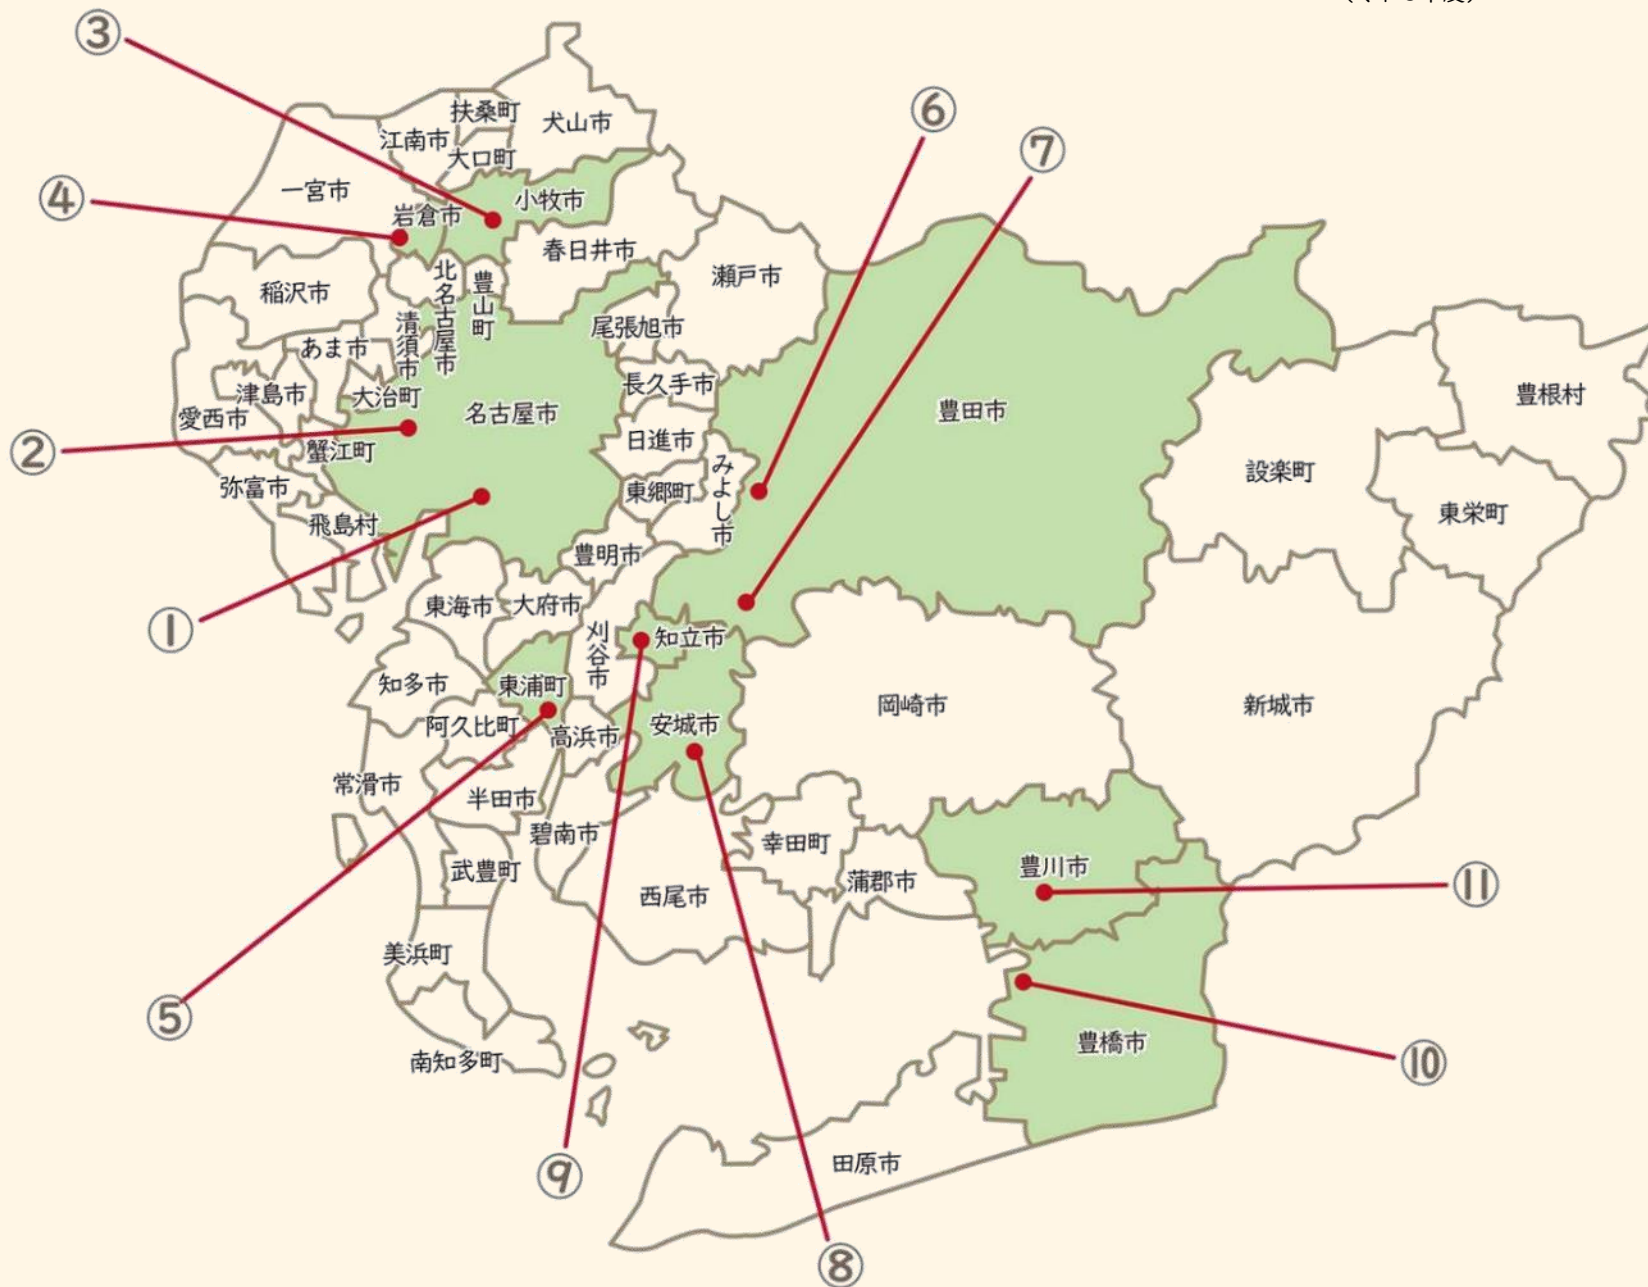 ③
扶桑町
犬山市
⑥
江南市
⑦
大口町
一宮市
小牧市
④
岩倉市
春日井市
瀬戸市
北名古屋市
豊山町
稲沢市
清須市
尾張旭市
あま市
長久手市
津島市
大治町
豊根村
愛西市
名古屋市
豊田市
②
日進市
蟹江町
みよし市
設楽町
弥富市
東郷町
東栄町
飛島村
豊明市
東海市
大府市
①
刈谷市
知立市
知多市
東浦町
岡崎市
新城市
阿久比町
高浜市
安城市
常滑市
半田市
碧南市
幸田町
武豊町
豊川市
西尾市
蒲郡市
⑪
美浜町
⑤
豊橋市
南知多町
⑩
田原市
⑨
⑧